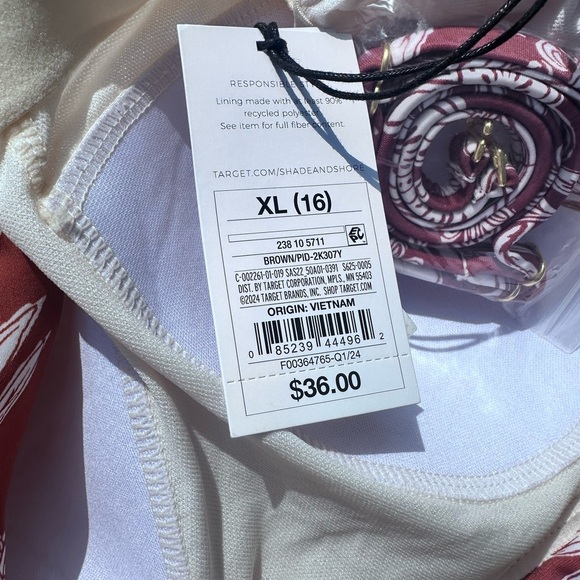 RESPONSIBLE
Lining made with at least 90%
recycled polyester.
See item for full fiber content.
TARGET.COM/SHADEANDSHORE
XL (16)
238 10 5711
BROWN/PID-2K307Y
C-002261-01-019 SAS22_50A01-0391 S625-0005
DIST. BY TARGET CORPORATION, MPLS., MN 55403
©2024 TARGET BRANDS, INC. SHOP TARGET.COM
ORIGIN: VIETNAM
0 85239 44496 2
F00364765-Q1/24
$36.00